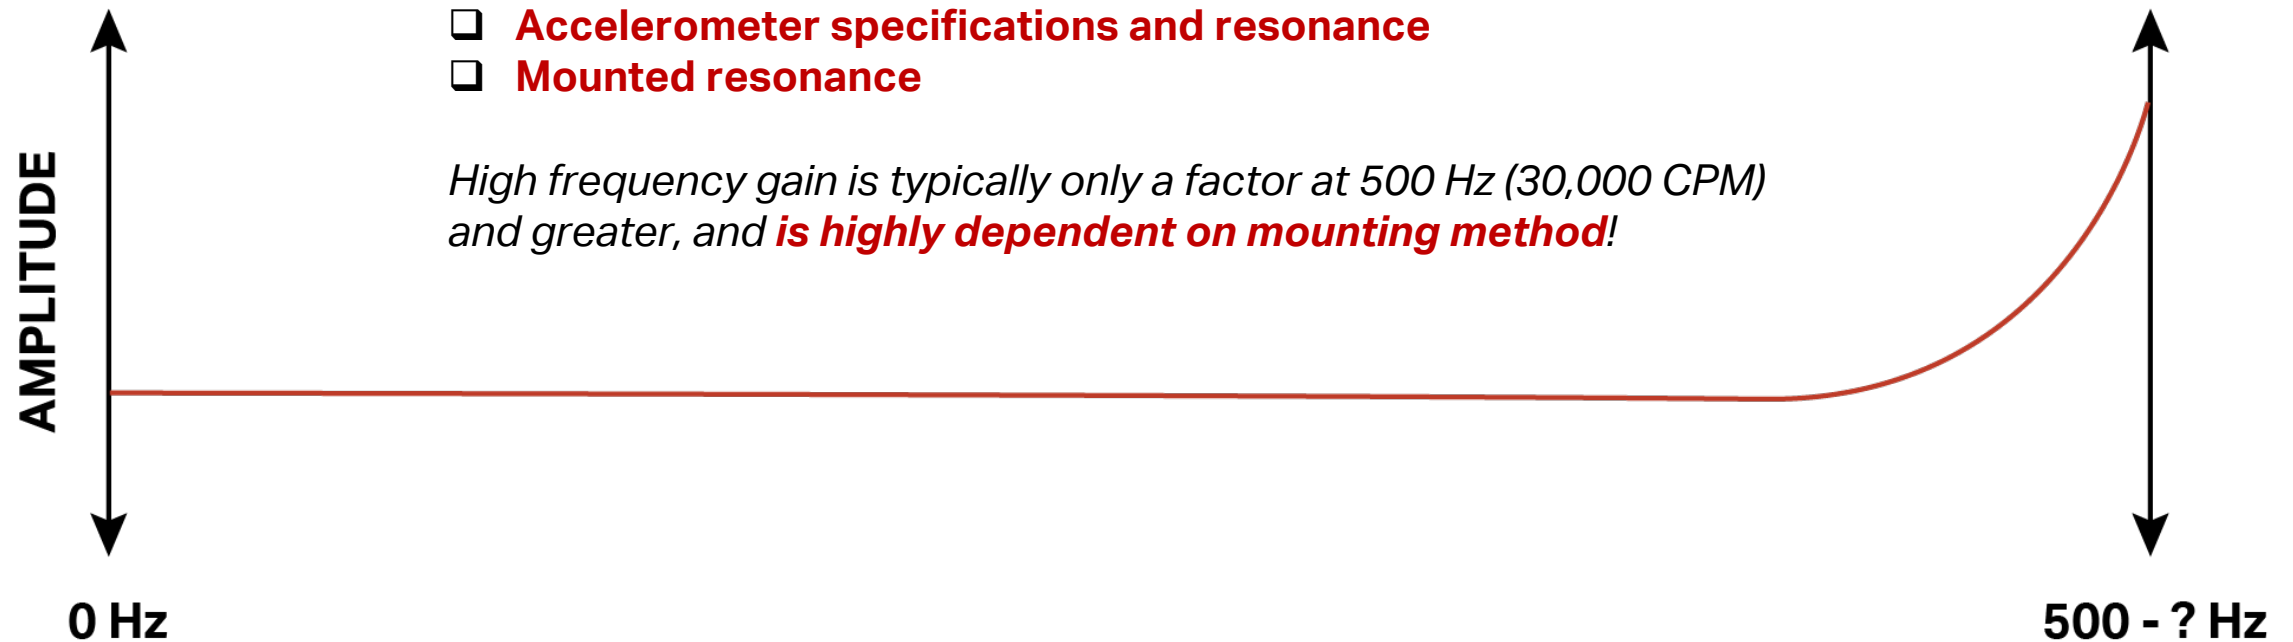 ❑ Accelerometer specifications and resonance
❑ Mounted resonance
High frequency gain is typically only a factor at 500 Hz (30,000 CPM)
and greater, and is highly dependent on mounting method!
AMPLITUDE
0 Hz
500 - ? Hz